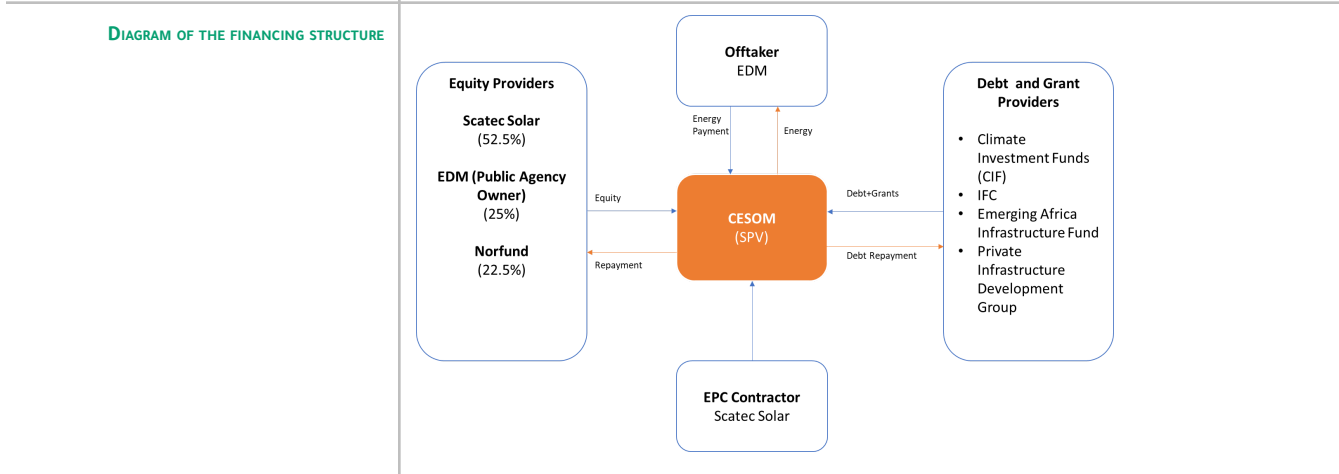 DIAGRAM OF THE FINANCING STRUCTURE
Equity Providers
Scatec Solar
(52.5%)
EDM (Public Agency
Owner)
(25%)
Norfund
(22.5%)
Offtaker
EDM
Energy
Payment
Energy
Equity
Repayment
CESOM
(SPV)
Debt+Grants
Debt Repayment
EPC Contractor
Scatec Solar
Debt and Grant
Providers
• Climate
Investment Funds
(CIF)
• IFC
• Emerging Africa
Infrastructure Fund
• Private
Infrastructure
Development
Group